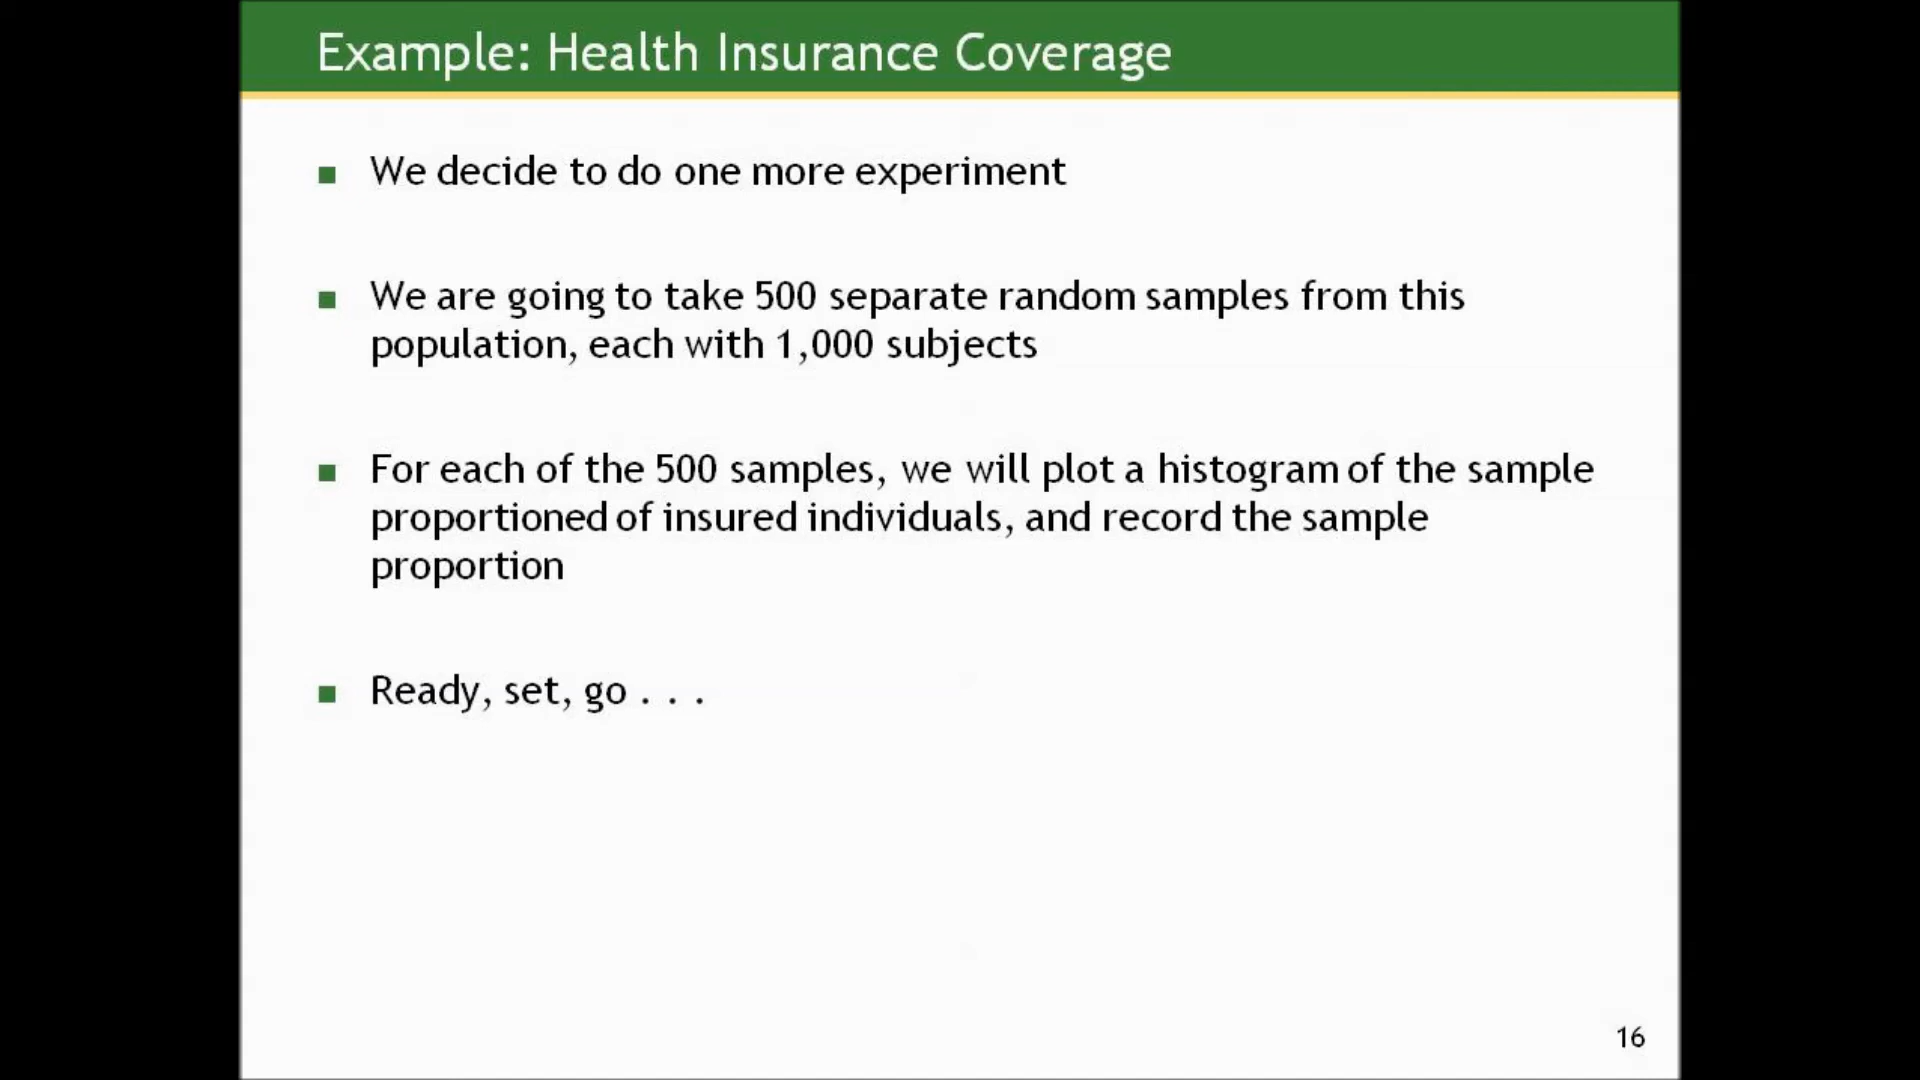 Example: Health Insurance Coverage
We decide to do one more experiment
We are going to take 500 separate random samples from this
population, each with 1,000 subjects
For each of the 500 samples, we will plot a histogram of the sample
proportioned of insured individuals, and record the sample
proportion
Ready, set, go . . .
16